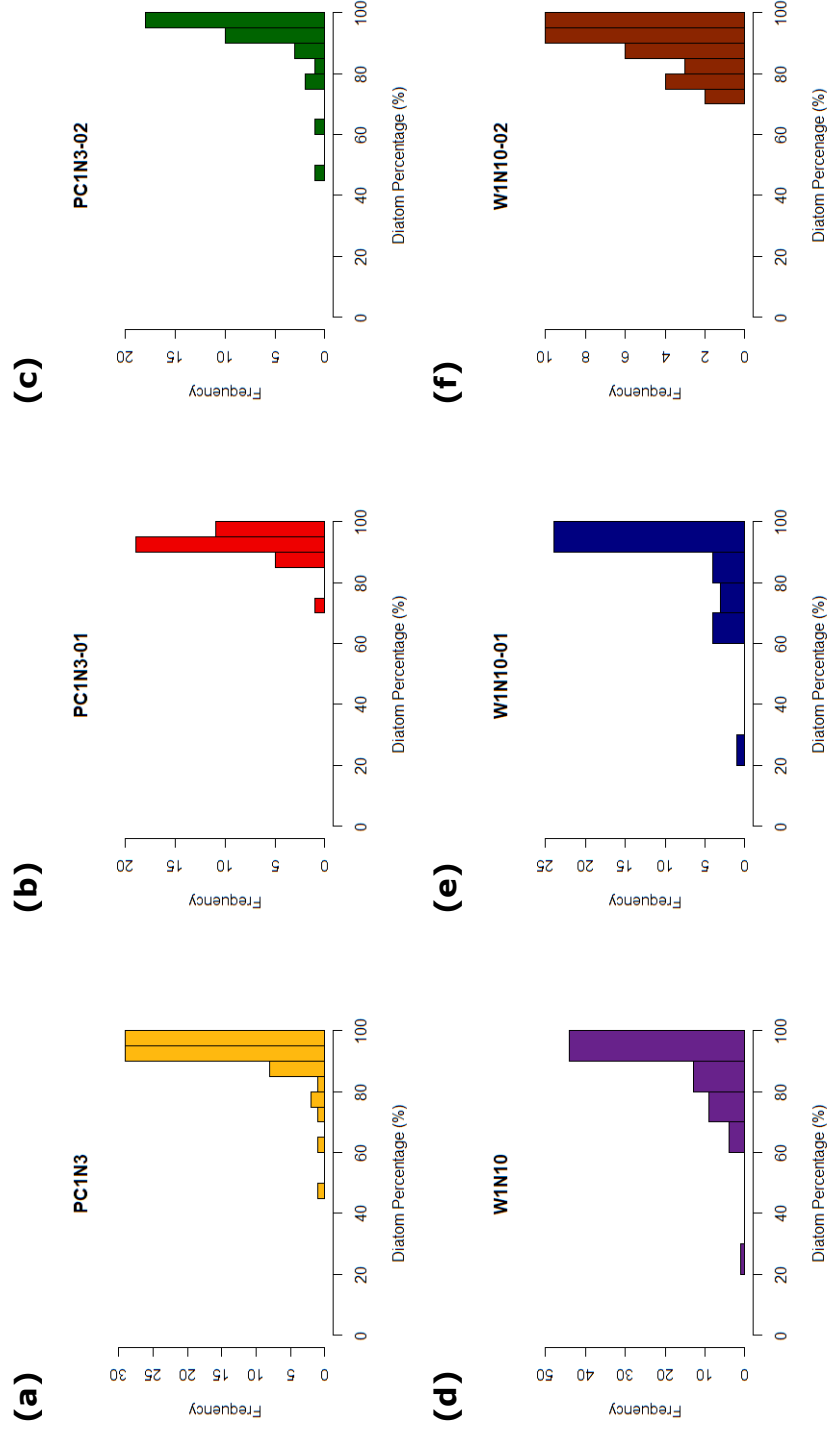 (a)
PC1N3
Frequency
0 5 10 15 20 25 30
0 20 40 60 80 100
Diatom Percentage (%)
(b)
PC1N3-01
Frequency
0 5 10 15 20
0 20 40 60 80 100
Diatom Percentage (%)
(c)
PC1N3-02
Frequency
0 5 10 15 20
0 20 40 60 80 100
Diatom Percentage (%)
(d)
W1N10
Frequency
0 10 20 30 40 50
0 20 40 60 80 100
Diatom Percentage (%)
(e)
W1N10-01
Frequency
0 5 10 15 20 25
0 20 40 60 80 100
Diatom Percentage (%)
(f)
W1N10-02
Frequency
0 2 4 6 8 10
0 20 40 60 80 100
Diatom Percenage (%)